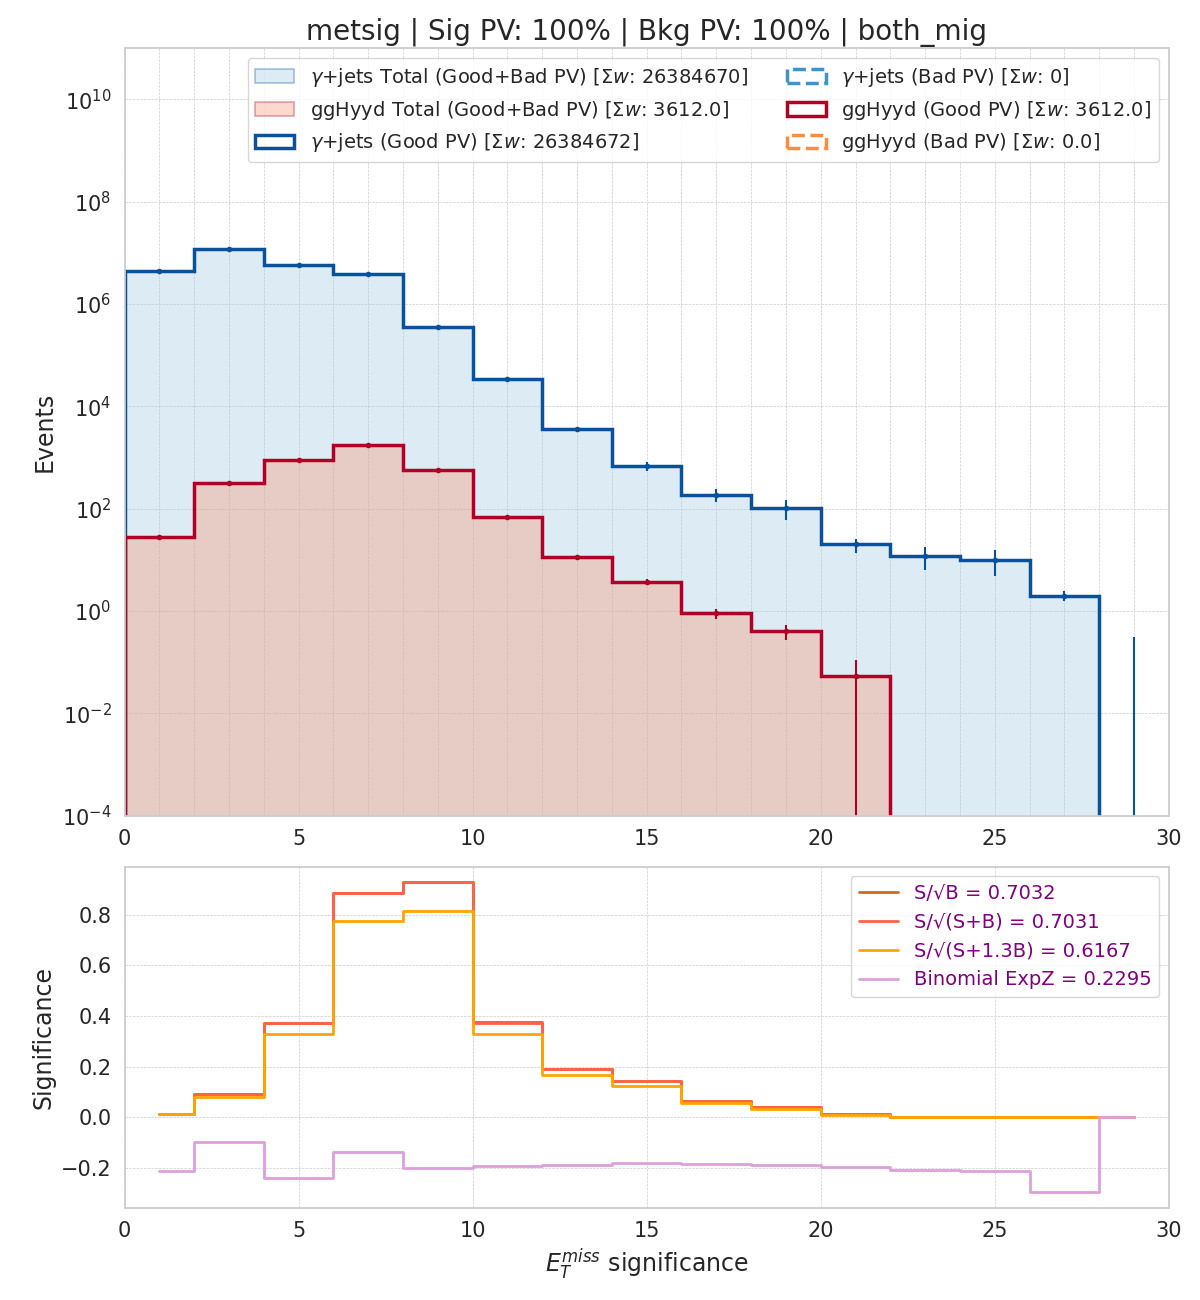 metsig | Sig PV: 100% | Bkg PV: 100% | both_mig
γ+jets Total (Good+Bad PV) [Σw: 26384670]
ggHyyd Total (Good+Bad PV) [Σw: 3612.0]
γ+jets (Good PV) [Σw: 26384672]
γ+jets (Bad PV) [Σw: 0]
ggHyyd (Good PV) [Σw: 3612.0]
ggHyyd (Bad PV) [Σw: 0.0]
Events
10^10
10^8
10^6
10^4
10^2
10^0
10^−2
10^−4
0 5 10 15 20 25 30
Significance
0.8
0.6
0.4
0.2
0.0
−0.2
S/√B = 0.7032
S/√(S+B) = 0.7031
S/√(S+1.3B) = 0.6167
Binomial ExpZ = 0.2295
0 5 10 15 20 25 30
E_T^miss significance